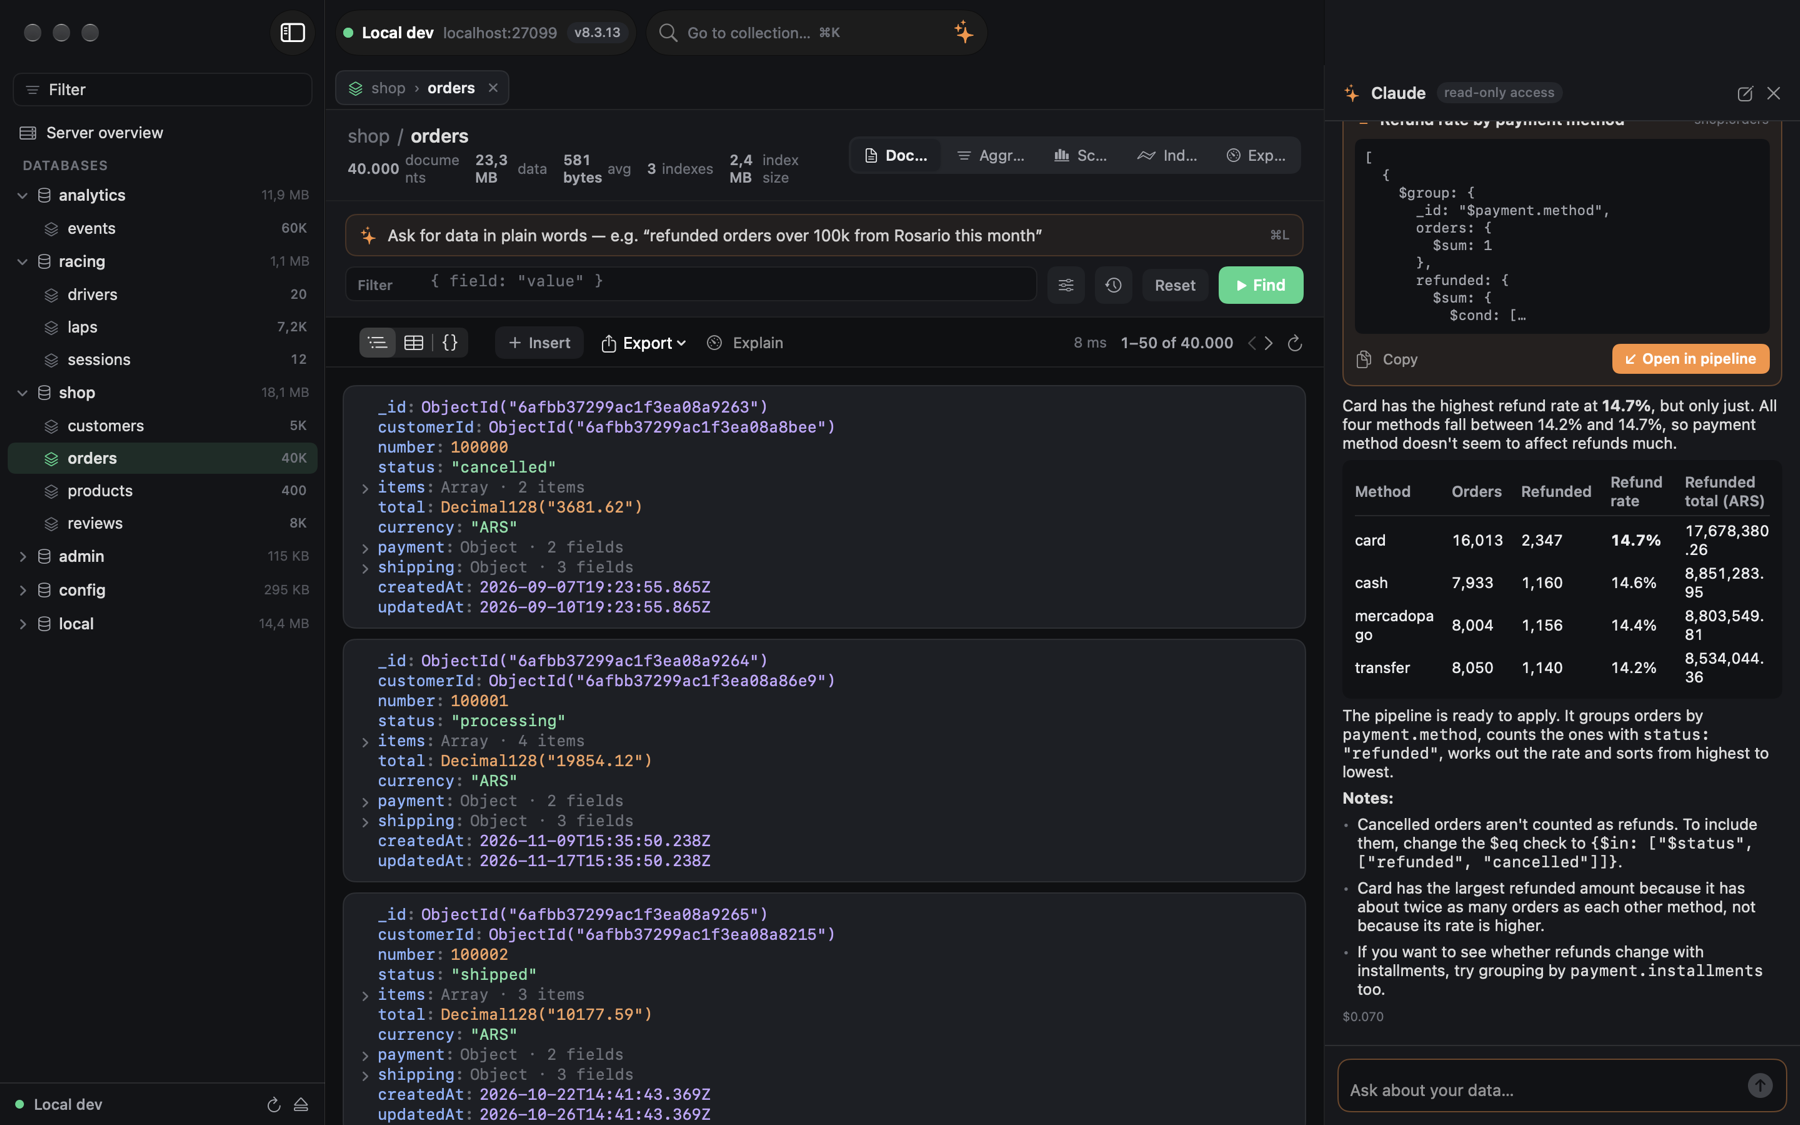 Local dev localhost:27099 v8.3.13
Go to collection... ⌘K
Filter
Server overview
DATABASES
analytics 11,9 MB
events 60K
racing 1,1 MB
drivers 20
laps 7,2K
sessions 12
shop 18,1 MB
customers 5K
orders 40K
products 400
reviews 8K
admin 115 KB
config 295 KB
local 14,4 MB
Local dev
shop › orders
shop / orders
40.000 docume
nts
23,3
MB
data
581
bytes
avg
3 indexes
2,4
MB
index
size
Doc...
Aggr...
Sc...
Ind...
Exp...
Ask for data in plain words — e.g. “refunded orders over 100k from Rosario this month” ⌘L
Filter { field: "value" }
Reset
Find
{}
+ Insert
Export
Explain
8 ms 1–50 of 40.000
_id: ObjectId("6afbb37299ac1f3ea08a9263")
customerId: ObjectId("6afbb37299ac1f3ea08a8bee")
number: 100000
status: "cancelled"
items: Array · 2 items
total: Decimal128("3681.62")
currency: "ARS"
payment: Object · 2 fields
shipping: Object · 3 fields
createdAt: 2026-09-07T19:23:55.865Z
updatedAt: 2026-09-10T19:23:55.865Z
_id: ObjectId("6afbb37299ac1f3ea08a9264")
customerId: ObjectId("6afbb37299ac1f3ea08a86e9")
number: 100001
status: "processing"
items: Array · 4 items
total: Decimal128("19854.12")
currency: "ARS"
payment: Object · 2 fields
shipping: Object · 3 fields
createdAt: 2026-11-09T15:35:50.238Z
updatedAt: 2026-11-17T15:35:50.238Z
_id: ObjectId("6afbb37299ac1f3ea08a9265")
customerId: ObjectId("6afbb37299ac1f3ea08a8215")
number: 100002
status: "shipped"
items: Array · 3 items
total: Decimal128("10177.59")
currency: "ARS"
payment: Object · 2 fields
shipping: Object · 3 fields
createdAt: 2026-10-22T14:41:43.369Z
updatedAt: 2026-10-26T14:41:43.369Z
Claude read-only access
Refund rate by payment method shop.orders
[
{
$group: {
_id: "$payment.method",
orders: {
$sum: 1
},
refunded: {
$sum: {
$cond: […
Copy
Open in pipeline
Card has the highest refund rate at 14.7%, but only just. All
four methods fall between 14.2% and 14.7%, so payment
method doesn't seem to affect refunds much.
Method Orders Refunded Refund
rate
Refunded
total (ARS)
card 16,013 2,347 14.7% 17,678,380
.26
cash 7,933 1,160 14.6% 8,851,283.
95
mercadopa
go
8,004 1,156 14.4% 8,803,549.
81
transfer 8,050 1,140 14.2% 8,534,044.
36
The pipeline is ready to apply. It groups orders by
payment.method, counts the ones with status:
"refunded", works out the rate and sorts from highest to
lowest.
Notes:
· Cancelled orders aren't counted as refunds. To include
them, change the $eq check to {$in: ["$status",
["refunded", "cancelled"]]}.
· Card has the largest refunded amount because it has
about twice as many orders as each other method, not
because its rate is higher.
· If you want to see whether refunds change with
installments, try grouping by payment.installments
too.
$0.070
Ask about your data...